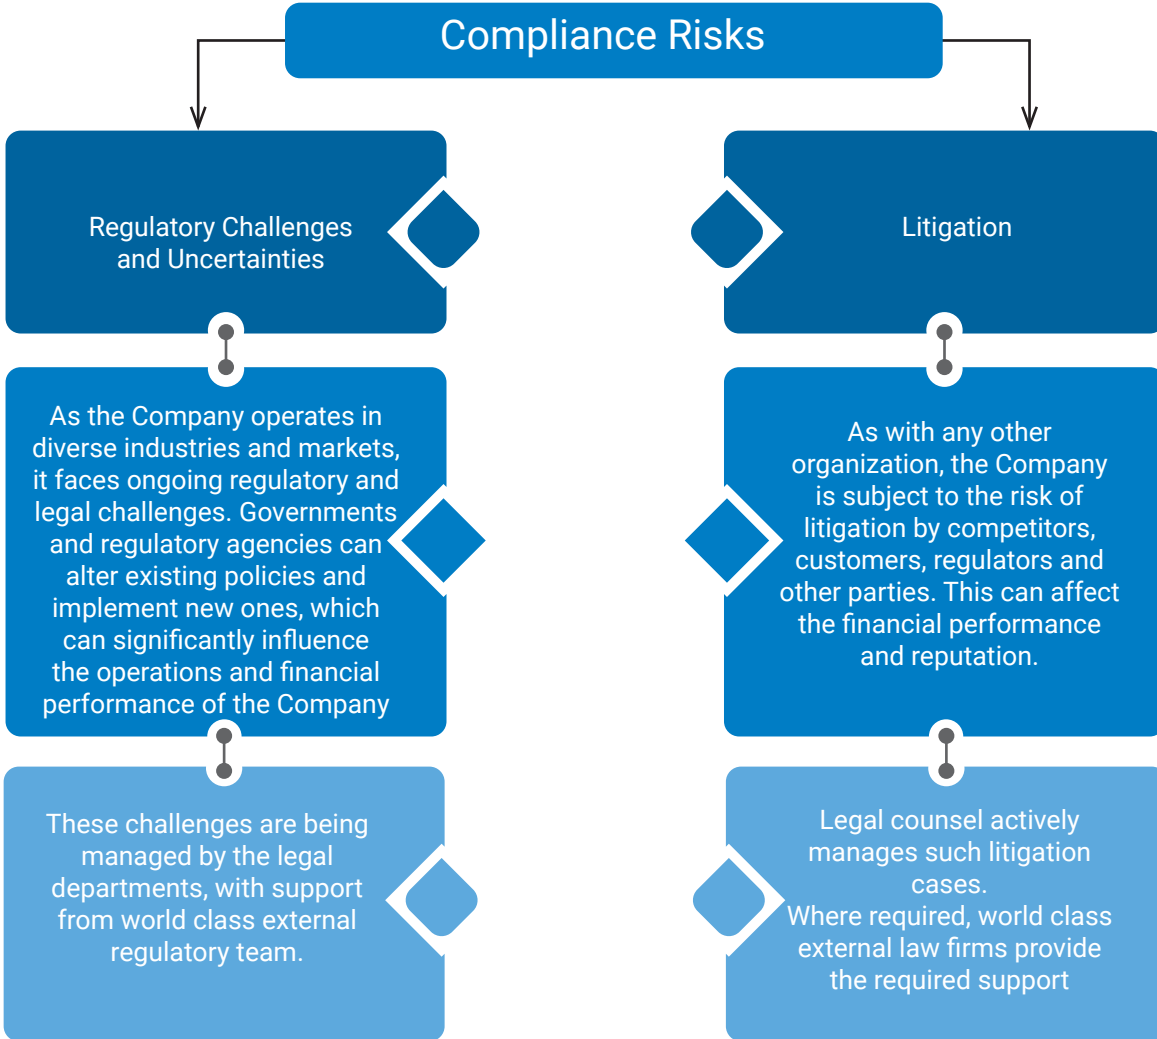 Compliance Risks
Regulatory Challenges
and Uncertainties
As the Company operates in
diverse industries and markets,
it faces ongoing regulatory and
legal challenges. Governments
and regulatory agencies can
alter existing policies and
implement new ones, which
can significantly influence
the operations and financial
performance of the Company
These challenges are being
managed by the legal
departments, with support
from world class external
regulatory team.
Litigation
As with any other
organization, the Company
is subject to the risk of
litigation by competitors,
customers, regulators and
other parties. This can affect
the financial performance
and reputation.
Legal counsel actively
manages such litigation
cases.
Where required, world class
external law firms provide
the required support